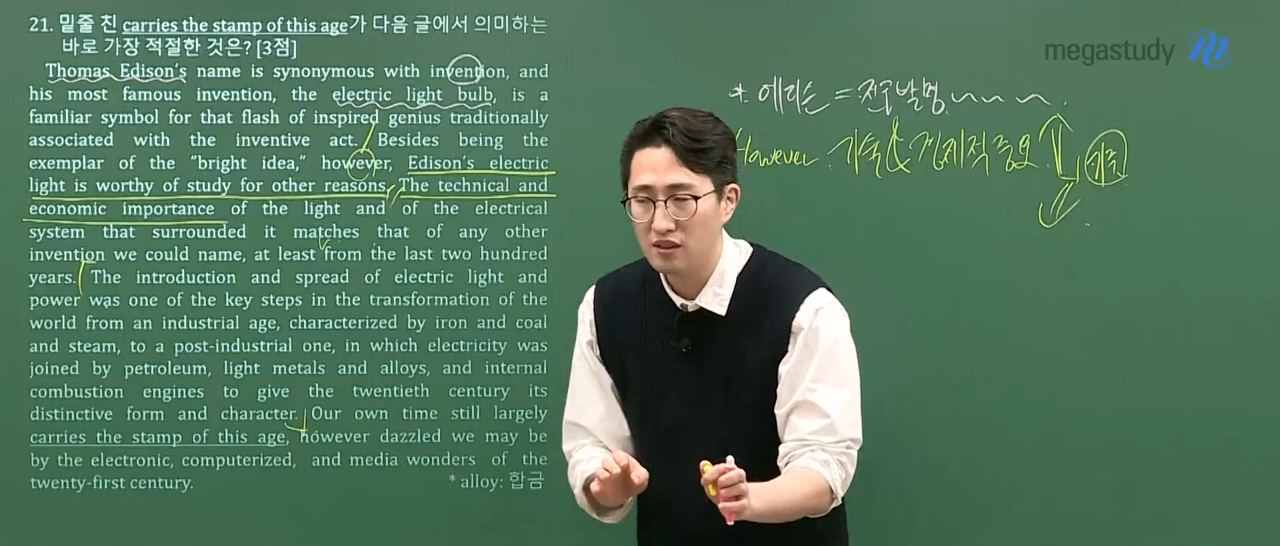 21. 밑줄 친 carries the stamp of this age가 다음 글에서 의미하는
바로 가장 적절한 것은? [3점]
Thomas Edison's name is synonymous with invention, and
his most famous invention, the electric light bulb, is a
familiar symbol for that flash of inspired genius traditionally
associated with the inventive act. Besides being the
exemplar of the “bright idea,” however, Edison's electric
light is worthy of study for other reasons. The technical and
economic importance of the light and of the electrical
system that surrounded it matches that of any other
invention we could name, at least from the last two hundred
years. The introduction and spread of electric light and
power was one of the key steps in the transformation of the
world from an industrial age, characterized by iron and coal
and steam, to a post-industrial one, in which electricity was
joined by petroleum, light metals and alloys, and internal
combustion engines to give the twentieth century its
distinctive form and character. Our own time still largely
carries the stamp of this age, however dazzled we may be
by the electronic, computerized, and media wonders of the
twenty-first century.
* alloy: 합금
megastudy
*. 에디슨 = 전구발명
However 기술 & 경제적 중요